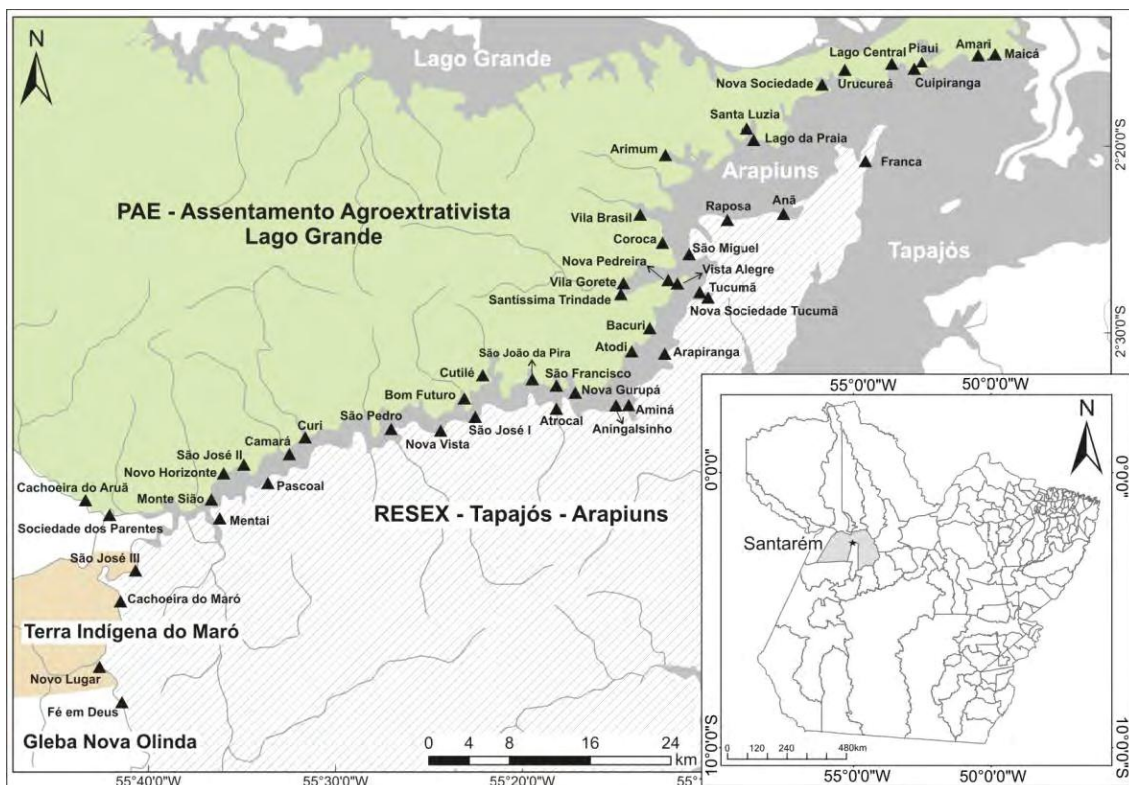 N
Lago Grande
Lago Central
Piaui
Amari
Maicá
Nova Sociedade
Urucureá
Cuipiranga
Santa Luzia
Lago da Praia
2°20'0"S
Arimum
Arapiuns
Franca
PAE - Assentamento Agroextrativista
Lago Grande
Vila Brasil
Raposa
Anã
Coroca
São Miguel
Tapajós
Nova Pedreira
Vista Alegre
Vila Gorete
Tucumã
Santíssima Trindade
Nova Sociedade Tucumã
Bacuri
2°30'0"S
Atodi
Arapiranga
São João da Pira
Cutilé
São Francisco
Bom Futuro
Nova Gurupá
São Pedro
Aminá
Curi
Atrocal
Aningalsinho
São José I
Nova Vista
Camará
São José II
Novo Horizonte
Pascoal
Cachoeira do Aruã
Monte Sião
Mentai
RESEX - Tapajós - Arapiuns
Sociedade dos Parentes
São José III
Cachoeira do Maró
Terra Indígena do Maró
Novo Lugar
Fé em Deus
Gleba Nova Olinda
0 4 8 16 24
km
55°40'0"W
55°30'0"W
55°20'0"W
55°
55°0'0"W
50°0'0"W
N
0°0'0"
0°0'0"
Santarém
10°0'0"S
10°0'0"S
0 120 240 480km
55°0'0"W
50°0'0"W